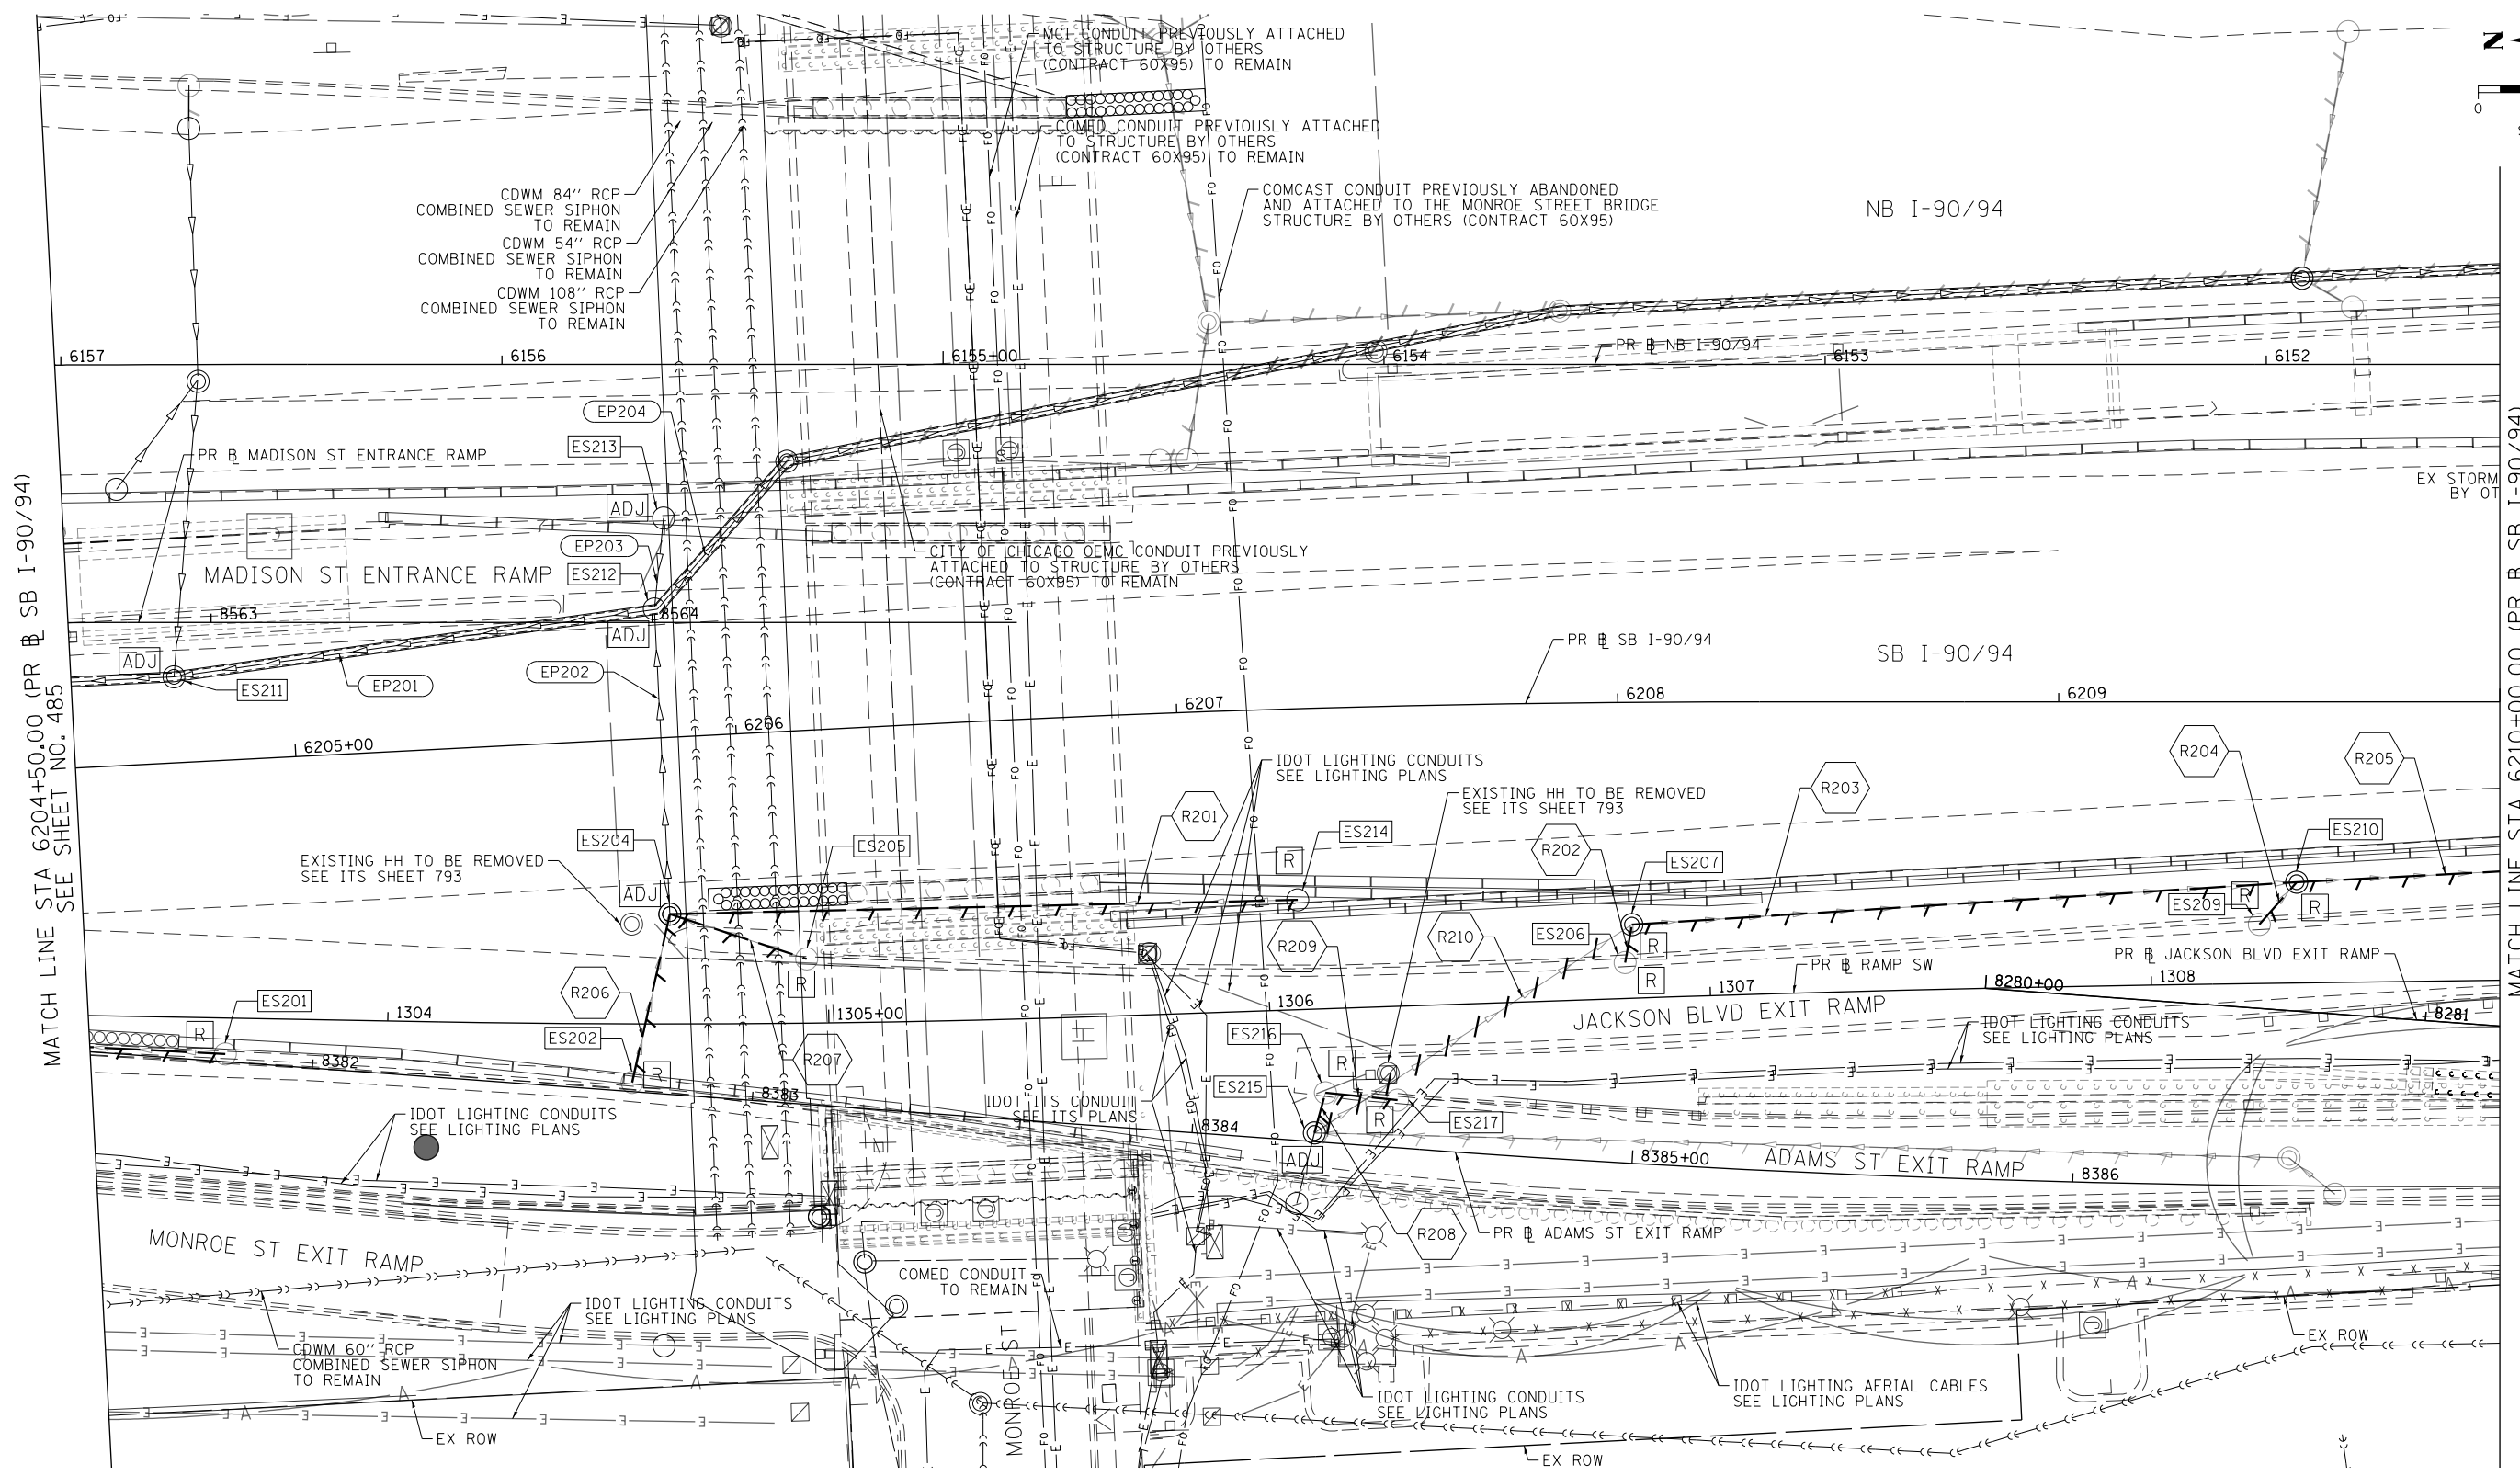 MCI CONDUIT PREVIOUSLY ATTACHED
TO STRUCTURE BY OTHERS
(CONTRACT 60X95) TO REMAIN
N
0
COMED CONDUIT PREVIOUSLY ATTACHED
TO STRUCTURE BY OTHERS
(CONTRACT 60X95) TO REMAIN
CDWM 84'' RCP
COMBINED SEWER SIPHON
TO REMAIN
CDWM 54'' RCP
COMBINED SEWER SIPHON
TO REMAIN
CDWM 108'' RCP
COMBINED SEWER SIPHON
TO REMAIN
COMCAST CONDUIT PREVIOUSLY ABANDONED
AND ATTACHED TO THE MONROE STREET BRIDGE
STRUCTURE BY OTHERS (CONTRACT 60X95)
NB I-90/94
6157
6156
6155+00
6154
PR BL NB I-90/94
6153
6152
EP204
ES213
PR BL MADISON ST ENTRANCE RAMP
ADJ
EP203
ES212
EX STORM
BY OT
CITY OF CHICAGO OEMC CONDUIT PREVIOUSLY
ATTACHED TO STRUCTURE BY OTHERS
(CONTRACT 60X95) TO REMAIN
MADISON ST ENTRANCE RAMP
8563
8564
ADJ
ADJ
ES211
EP201
EP202
PR BL SB I-90/94
SB I-90/94
6205+00
6206
6207
6208
6209
MATCH LINE STA 6204+50.00 (PR BL SB I-90/94)
SEE SHEET NO. 485
MATCH LINE STA 6210+00.00 (PR BL SB I-90/94)
IDOT LIGHTING CONDUITS
SEE LIGHTING PLANS
EXISTING HH TO BE REMOVED
SEE ITS SHEET 793
R201
R203
R204
R205
ES204
ES205
ES214
R
R202
ES207
ES210
EXISTING HH TO BE REMOVED
SEE ITS SHEET 793
ADJ
R209
R210
ES206
R
ES209
R
R
R
R
R206
PR BL RAMP SW
PR BL JACKSON BLVD EXIT RAMP
ES201
1304
1305+00
1306
1307
8280+00
1308
8281
JACKSON BLVD EXIT RAMP
IDOT LIGHTING CONDUITS
SEE LIGHTING PLANS
R
8382
ES202
R
R207
8383
ES216
R
ES215
R
ES217
IDOT ITS CONDUIT
SEE ITS PLANS
IDOT LIGHTING CONDUITS
SEE LIGHTING PLANS
8384
ADJ
8385+00
ADAMS ST EXIT RAMP
8386
R208
PR BL ADAMS ST EXIT RAMP
MONROE ST EXIT RAMP
COMED CONDUIT
TO REMAIN
IDOT LIGHTING CONDUITS
SEE LIGHTING PLANS
CDWM 60'' RCP
COMBINED SEWER SIPHON
TO REMAIN
EX ROW
MONROE ST
IDOT LIGHTING CONDUITS
SEE LIGHTING PLANS
IDOT LIGHTING AERIAL CABLES
SEE LIGHTING PLANS
EX ROW
EX ROW